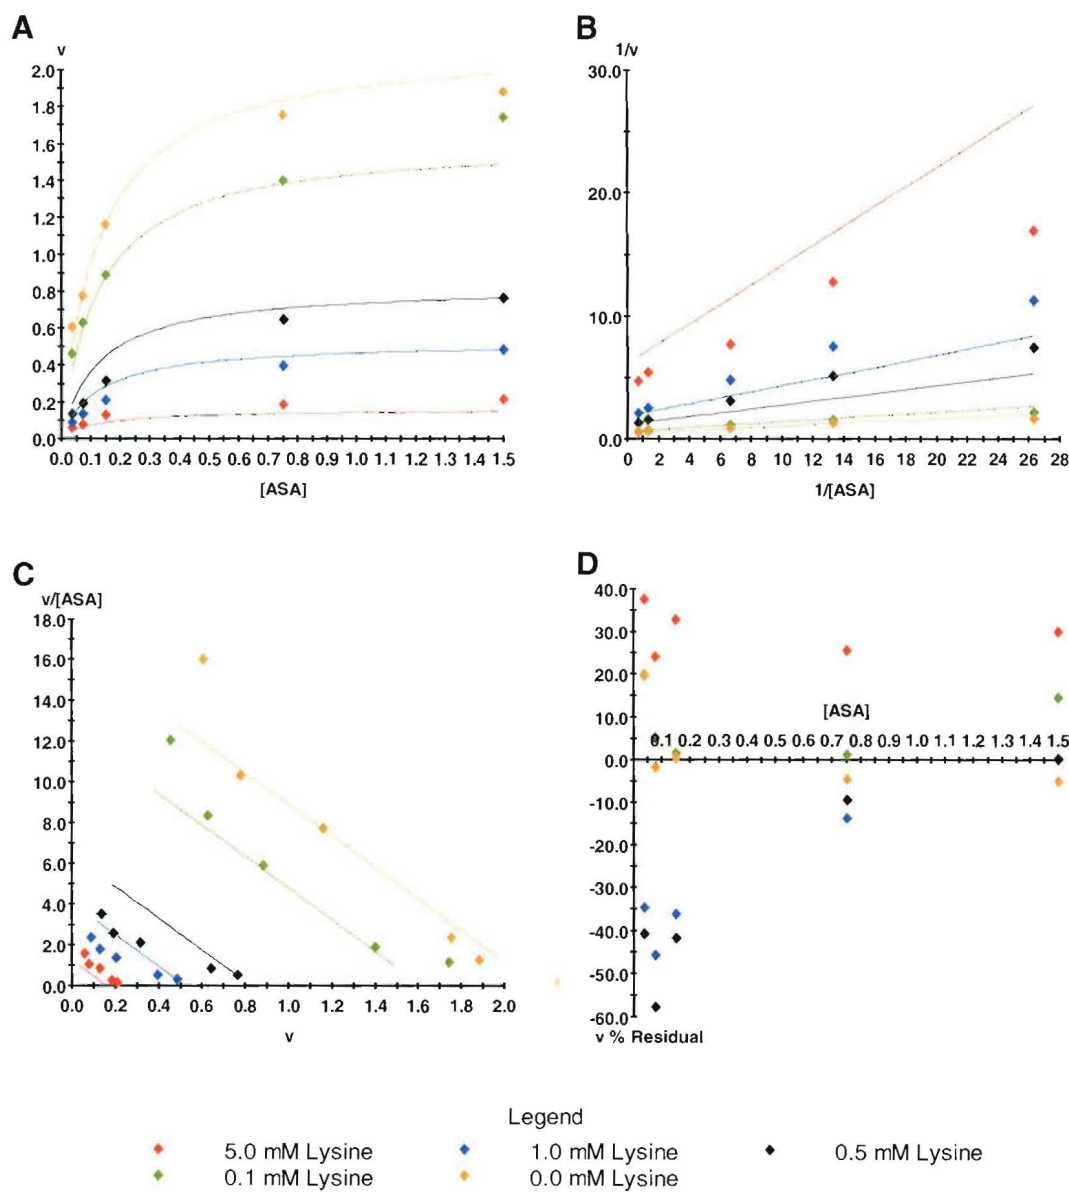 A
B
v
1/v
2.0
1.8
1.6
1.4
1.2
1.0
0.8
0.6
0.4
0.2
0.0
0.0 0.1 0.2 0.3 0.4 0.5 0.6 0.7 0.8 0.9 1.0 1.1 1.2 1.3 1.4 1.5
[ASA]
30.0
20.0
10.0
0.0
0 2 4 6 8 10 12 14 16 18 20 22 24 26 28
1/[ASA]
C
D
v/[ASA]
18.0
16.0
14.0
12.0
10.0
8.0
6.0
4.0
2.0
0.0
0.0 0.2 0.4 0.6 0.8 1.0 1.2 1.4 1.6 1.8 2.0
v
40.0
30.0
20.0
10.0
[ASA]
0.1 0.2 0.3 0.4 0.5 0.6 0.7 0.8 0.9 1.0 1.1 1.2 1.3 1.4 1.5
0.0
-10.0
-20.0
-30.0
-40.0
-50.0
-60.0
v % Residual
Legend
5.0 mM Lysine 1.0 mM Lysine 0.5 mM Lysine
0.1 mM Lysine 0.0 mM Lysine